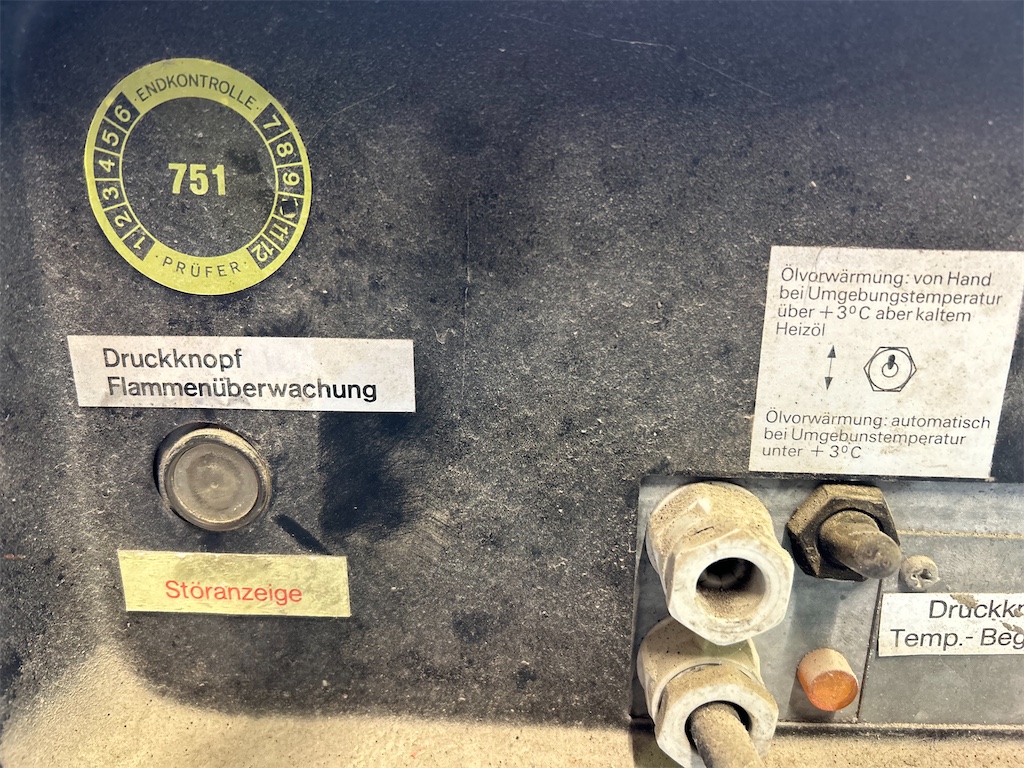 ENDKONTROLLE
1 2 3 4 5 6 7 8 9 11 12
751
PRÜFER
Druckknopf
Flammenüberwachung
Störanzeige
Ölvorwärmung: von Hand
bei Umgebungstemperatur
über + 3°C aber kaltem
Heizöl
Ölvorwärmung: automatisch
bei Umgebunstemperatur
unter + 3°C
Temp.- Beg